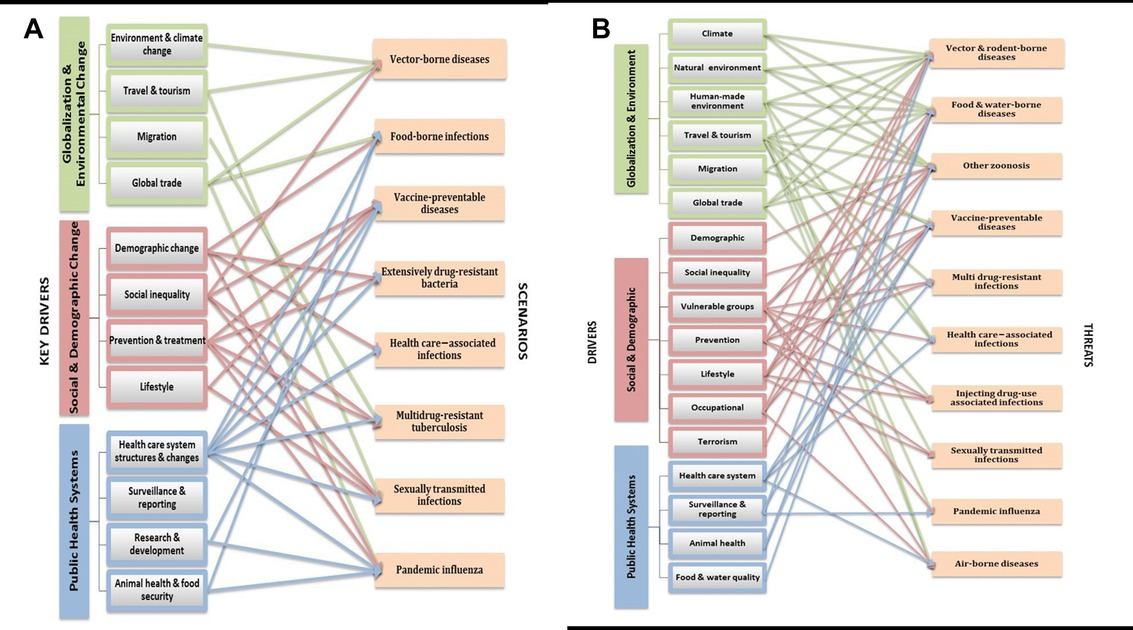 A
KEY DRIVERS
Globalization &
Environmental Change
Environment & climate
change
Travel & tourism
Migration
Global trade
Social & Demographic Change
Demographic change
Social inequality
Prevention & treatment
Lifestyle
Public Health Systems
Health care system
structures & changes
Surveillance &
reporting
Research &
development
Animal health & food
security
Vector-borne diseases
Food-borne infections
Vaccine-preventable
diseases
Extensively drug-resistant
bacteria
Health care–associated
infections
Multidrug-resistant
tuberculosis
Sexually transmitted
infections
Pandemic influenza
SCENARIOS
B
DRIVERS
Globalization & Environment
Climate
Natural environment
Human-made
environment
Travel & tourism
Migration
Global trade
Social & Demographic
Demographic
Social inequality
Vulnerable groups
Prevention
Lifestyle
Occupational
Terrorism
Public Health Systems
Health care system
Surveillance &
reporting
Animal health
Food & water quality
Vector & rodent-borne
diseases
Food & water-borne
diseases
Other zoonosis
Vaccine-preventable
diseases
Multi drug-resistant
infections
Health care–associated
infections
Injecting drug-use
associated infections
Sexually transmitted
infections
Pandemic influenza
Air-borne diseases
THREATS